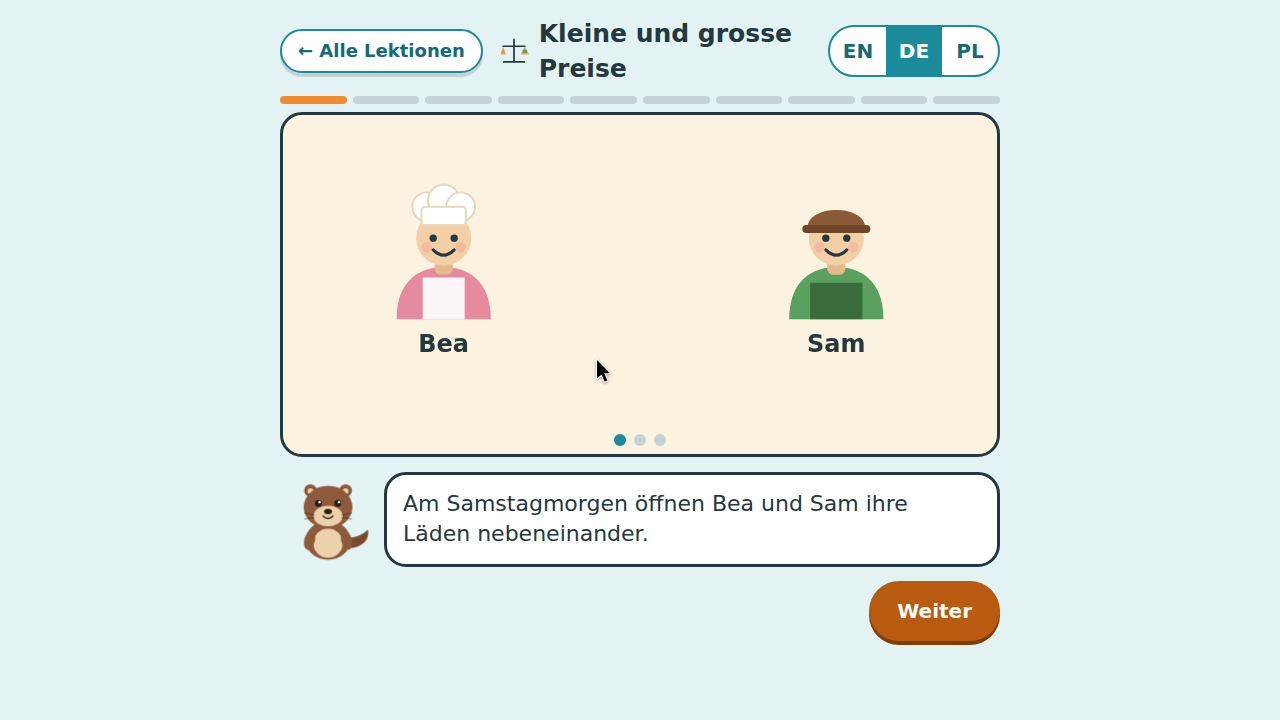 ← Alle Lektionen
Kleine und grosse
Preise
EN DE PL
Bea
Sam
Am Samstagmorgen öffnen Bea und Sam ihre
Läden nebeneinander.
Weiter